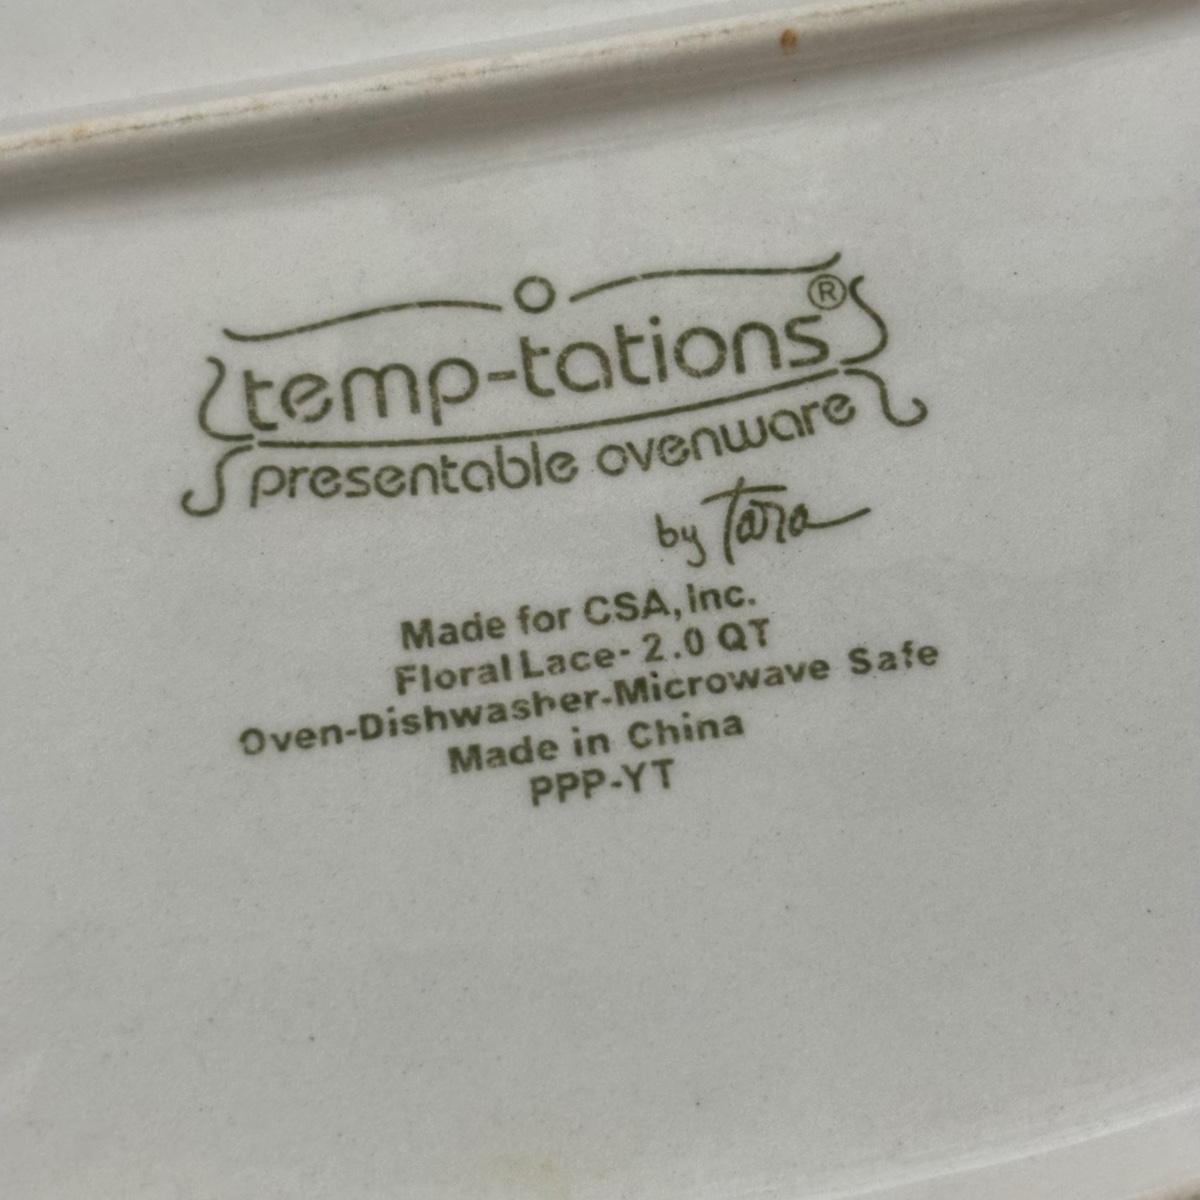 temp-tations®
presentable ovenware
by Tara
Made for CSA, Inc.
Floral Lace- 2.0 QT
Oven-Dishwasher-Microwave Safe
Made in China
PPP-YT